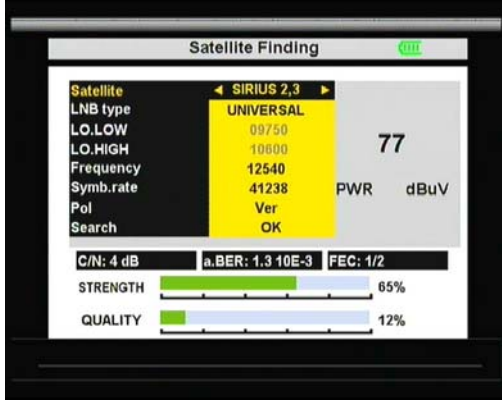 Satellite Finding
Satellite ◄ SIRIUS 2,3 ►
LNB type UNIVERSAL
LO.LOW 09750
LO.HIGH 10600
Frequency 12540
Symb.rate 41238
Pol Ver
Search OK
77
PWR dBuV
C/N: 4 dB a.BER: 1.3 10E-3 FEC: 1/2
STRENGTH 65%
QUALITY 12%